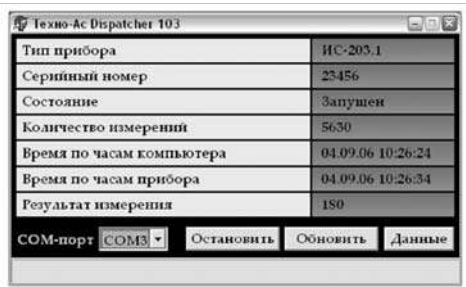 Техно-Ас Dispatcher 103
Тип прибора ИС-203.1
Серийный номер 23456
Состояние Запущен
Количество измерений 5630
Время по часам компьютера 04.09.06 10:26:24
Время по часам прибора 04.09.06 10:26:34
Результат измерения 180
COM-порт COM3 Остановить Обновить Данные